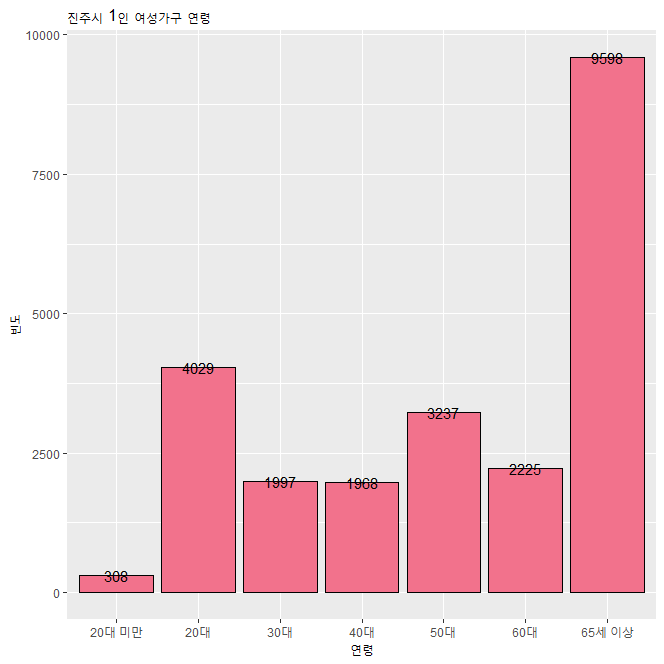 진주시 1인 여성가구 연령
10000
7500
5000
2500
0
빈도
308
4029
1997
1968
3237
2225
9598
20대 미만
20대
30대
40대
50대
60대
65세 이상
연령